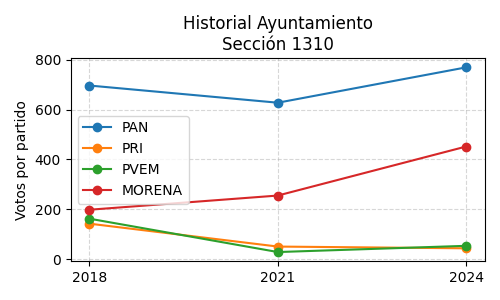 Historial Ayuntamiento
Sección 1310
Votos por partido
800
600
400
200
0
PAN
PRI
PVEM
MORENA
2018
2021
2024